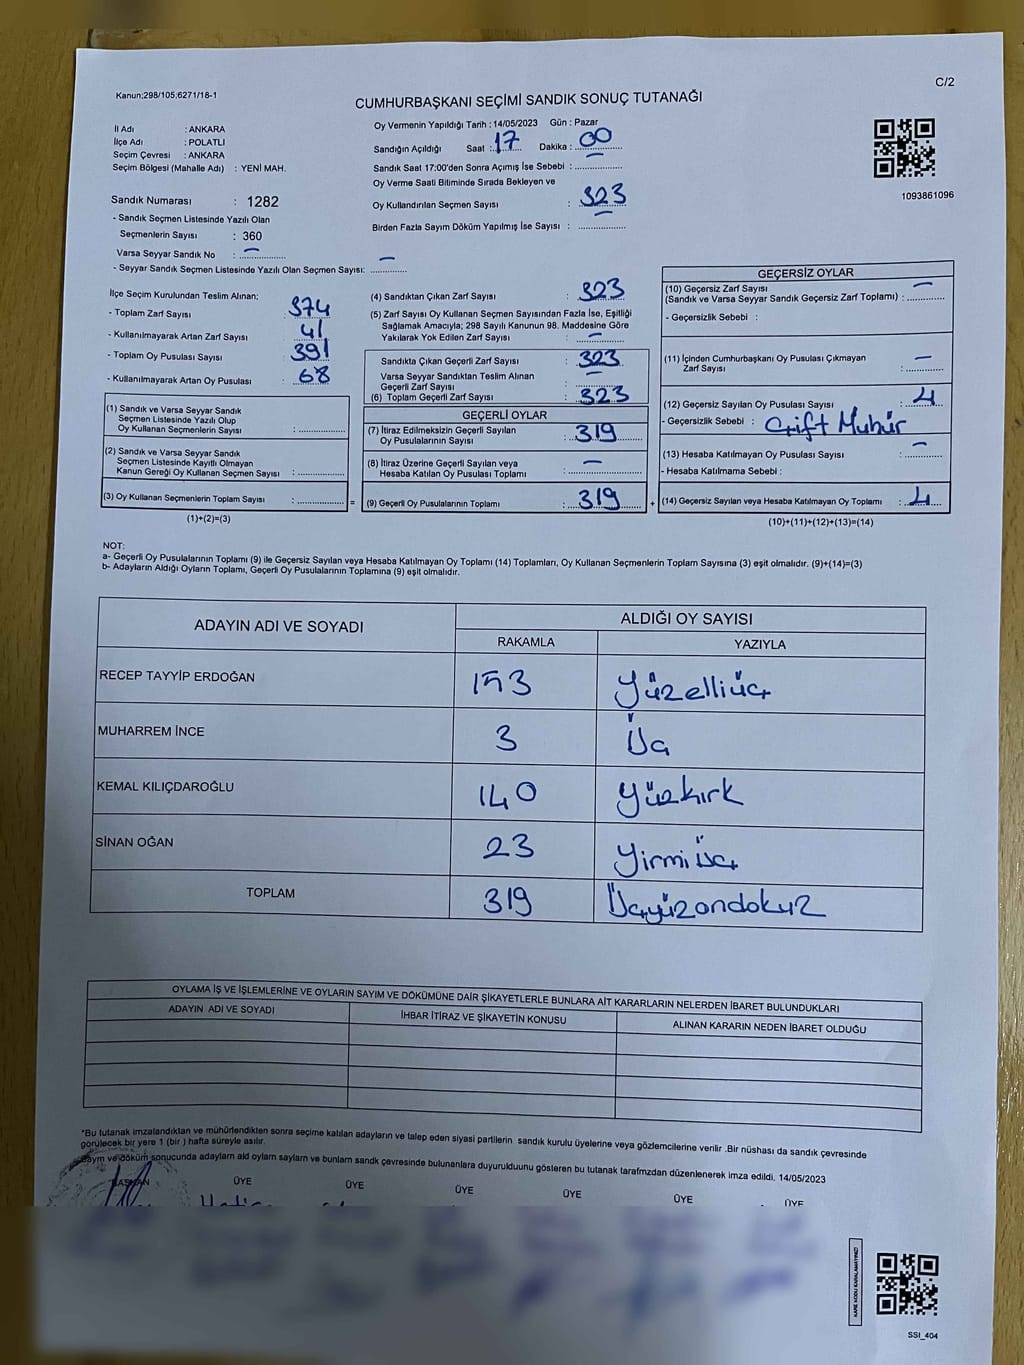 Kanun;298/105;6271/18-1
C/2
CUMHURBAŞKANI SEÇİMİ SANDIK SONUÇ TUTANAĞI
İl Adı : ANKARA
İlçe Adı : POLATLI
Seçim Çevresi : ANKARA
Seçim Bölgesi (Mahalle Adı) : YENİ MAH.
Oy Vermenin Yapıldığı Tarih : 14/05/2023 Gün : Pazar
Sandığın Açıldığı Saat : 17 Dakika : 00
Sandık Saat 17:00'den Sonra Açımış İse Sebebi :
Oy Verme Saati Bitiminde Sırada Bekleyen ve
Oy Kullandırılan Seçmen Sayısı : 323
Birden Fazla Sayım Döküm Yapılmış İse Sayısı :
1093861096
Sandık Numarası : 1282
- Sandık Seçmen Listesinde Yazılı Olan
Seçmenlerin Sayısı : 360
Varsa Seyyar Sandık No : —
- Seyyar Sandık Seçmen Listesinde Yazılı Olan Seçmen Sayısı: —
İlçe Seçim Kurulundan Teslim Alınan;
- Toplam Zarf Sayısı : 374
- Kullanılmayarak Artan Zarf Sayısı : 41
- Toplam Oy Pusulası Sayısı : 391
- Kullanılmayarak Artan Oy Pusulası : 68
(1) Sandık ve Varsa Seyyar Sandık
Seçmen Listesinde Yazılı Olup
Oy Kullanan Seçmenlerin Sayısı :
(2) Sandık ve Varsa Seyyar Sandık
Seçmen Listesinde Kayıtlı Olmayan
Kanun Gereği Oy Kullanan Seçmen Sayısı :
(3) Oy Kullanan Seçmenlerin Toplam Sayısı : =
(1)+(2)=(3)
(4) Sandıktan Çıkan Zarf Sayısı : 323
(5) Zarf Sayısı Oy Kullanan Seçmen Sayısından Fazla İse, Eşitliği
Sağlamak Amacıyla; 298 Sayılı Kanunun 98. Maddesine Göre
Yakılarak Yok Edilen Zarf Sayısı : —
Sandıkta Çıkan Geçerli Zarf Sayısı : 323
Varsa Seyyar Sandıktan Teslim Alınan
Geçerli Zarf Sayısı : —
(6) Toplam Geçerli Zarf Sayısı : 323
GEÇERLİ OYLAR
(7) İtiraz Edilmeksizin Geçerli Sayılan
Oy Pusulalarının Sayısı : 319
(8) İtiraz Üzerine Geçerli Sayılan veya
Hesaba Katılan Oy Pusulası Toplamı : —
(9) Geçerli Oy Pusulalarının Toplamı : 319 +
GEÇERSİZ OYLAR
(10) Geçersiz Zarf Sayısı
(Sandık ve Varsa Seyyar Sandık Geçersiz Zarf Toplamı) : —
- Geçersizlik Sebebi :
(11) İçinden Cumhurbaşkanı Oy Pusulası Çıkmayan
Zarf Sayısı : —
(12) Geçersiz Sayılan Oy Pusulası Sayısı : 4
- Geçersizlik Sebebi : Çift Mühür
(13) Hesaba Katılmayan Oy Pusulası Sayısı : —
- Hesaba Katılmama Sebebi :
(14) Geçersiz Sayılan veya Hesaba Katılmayan Oy Toplamı : 4
(10)+(11)+(12)+(13)=(14)
NOT:
a- Geçerli Oy Pusulalarının Toplamı (9) ile Geçersiz Sayılan veya Hesaba Katılmayan Oy Toplamı (14) Toplamları, Oy Kullanan Seçmenlerin Toplam Sayısına (3) eşit olmalıdır. (9)+(14)=(3)
b- Adayların Aldığı Oyların Toplamı, Geçerli Oy Pusulalarının Toplamına (9) eşit olmalıdır.
ADAYIN ADI VE SOYADI
ALDIĞI OY SAYISI
RAKAMLA YAZIYLA
RECEP TAYYİP ERDOĞAN 153 Yüzelliüç
MUHARREM İNCE 3 Üç
KEMAL KILIÇDAROĞLU 140 Yüzkırk
SİNAN OĞAN 23 Yirmi üç
TOPLAM 319 Üçyüzondokuz
OYLAMA İŞ VE İŞLEMLERİNE VE OYLARIN SAYIM VE DÖKÜMÜNE DAİR ŞİKAYETLERLE BUNLARA AİT KARARLARIN NELERDEN İBARET BULUNDUKLARI
ADAYIN ADI VE SOYADI İHBAR İTİRAZ VE ŞİKAYETİN KONUSU ALINAN KARARIN NEDEN İBARET OLDUĞU
*Bu tutanak imzalandıktan ve mühürlendikten sonra seçime katılan adayların ve talep eden siyasi partilerin sandık kurulu üyelerine veya gözlemcilerine verilir .Bir nüshası da sandık çevresinde
görülecek bir yere 1 (bir ) hafta süreyle asılır.
Saym ve döküm sonucunda adaylarn ald oylarn saylarn ve bunlarn sandk çevresinde bulunanlara duyurulduunu gösteren bu tutanak tarafmzdan düzenlenerek imza edildi. 14/05/2023
BAŞKAN ÜYE ÜYE ÜYE ÜYE ÜYE ÜYE
KARE KODU KARALAMAYINIZ!
SSI_404